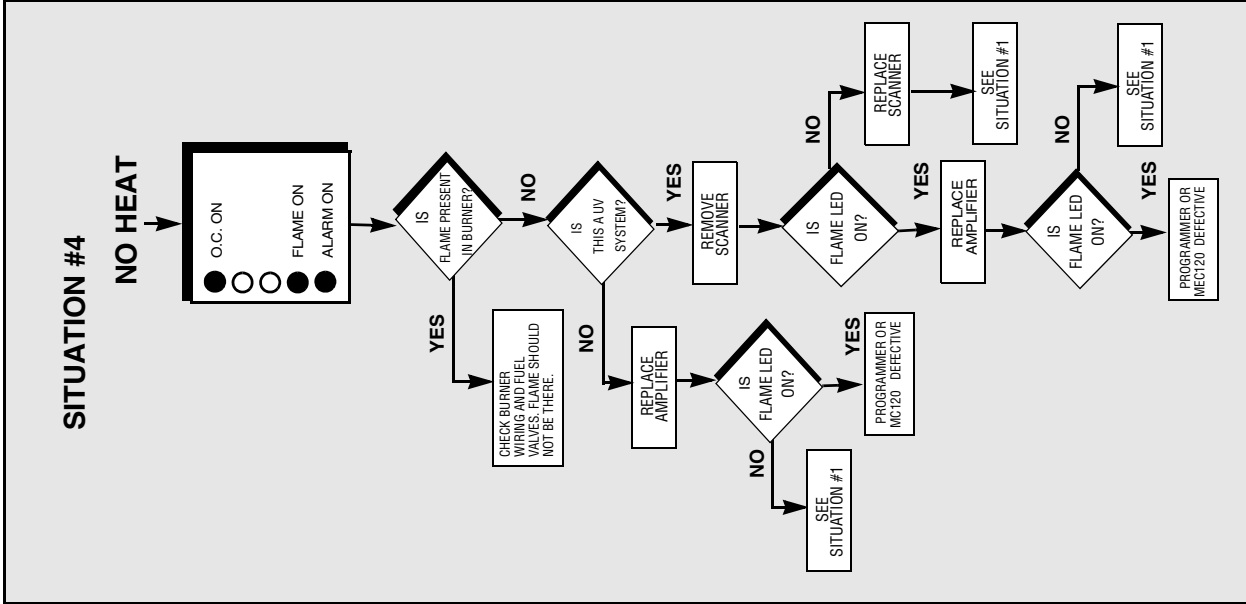 SITUATION #4
NO HEAT
O.C. ON
FLAME ON
ALARM ON
IS
FLAME PRESENT
IN BURNER?
YES
CHECK BURNER
WIRING AND FUEL
VALVES. FLAME SHOULD
NOT BE THERE.
NO
IS
THIS A UV
SYSTEM?
NO
REPLACE
AMPLIFIER
IS
FLAME LED
ON?
NO
SEE
SITUATION #1
YES
PROGRAMMER OR
MC120 DEFECTIVE
YES
REMOVE
SCANNER
IS
FLAME LED
ON?
NO
REPLACE
SCANNER
SEE
SITUATION #1
YES
REPLACE
AMPLIFIER
IS
FLAME LED
ON?
NO
SEE
SITUATION #1
YES
PROGRAMMER OR
MEC120 DEFECTIVE